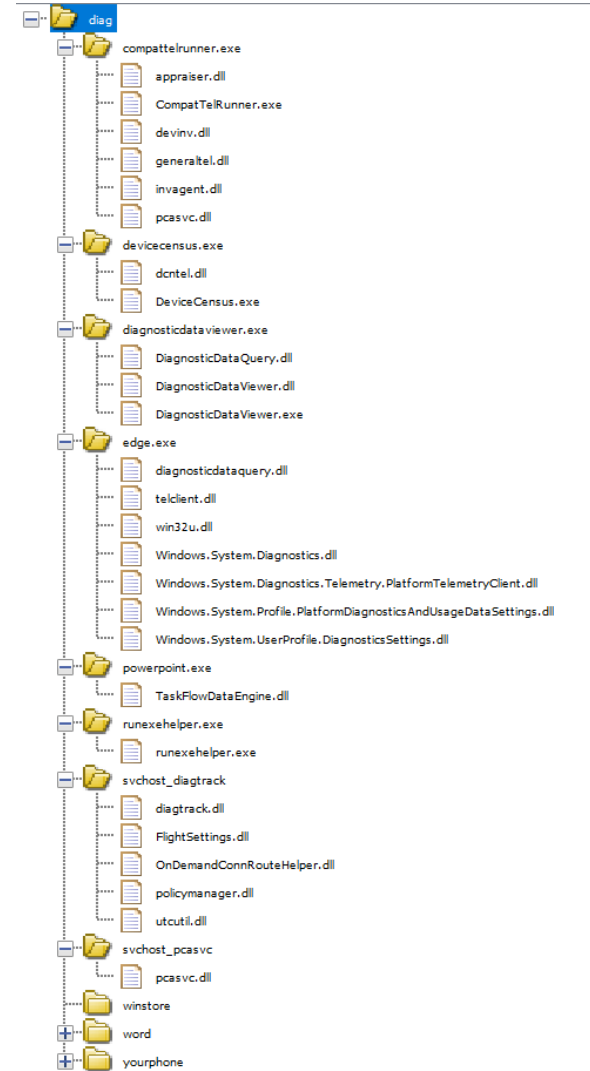 diag
compattelrunner.exe
appraiser.dll
CompatTelRunner.exe
devinv.dll
generaltel.dll
invagent.dll
pcasvc.dll
devicecensus.exe
dcntel.dll
DeviceCensus.exe
diagnosticdataviewer.exe
DiagnosticDataQuery.dll
DiagnosticDataViewer.dll
DiagnosticDataViewer.exe
edge.exe
diagnosticdataquery.dll
telclient.dll
win32u.dll
Windows.System.Diagnostics.dll
Windows.System.Diagnostics.Telemetry.PlatformTelemetryClient.dll
Windows.System.Profile.PlatformDiagnosticsAndUsageDataSettings.dll
Windows.System.UserProfile.DiagnosticsSettings.dll
powerpoint.exe
TaskFlowDataEngine.dll
runexehelper.exe
runexehelper.exe
svchost_diagtrack
diagtrack.dll
FlightSettings.dll
OnDemandConnRouteHelper.dll
policymanager.dll
utcutil.dll
svchost_pcasvc
pcasvc.dll
winstore
word
yourphone